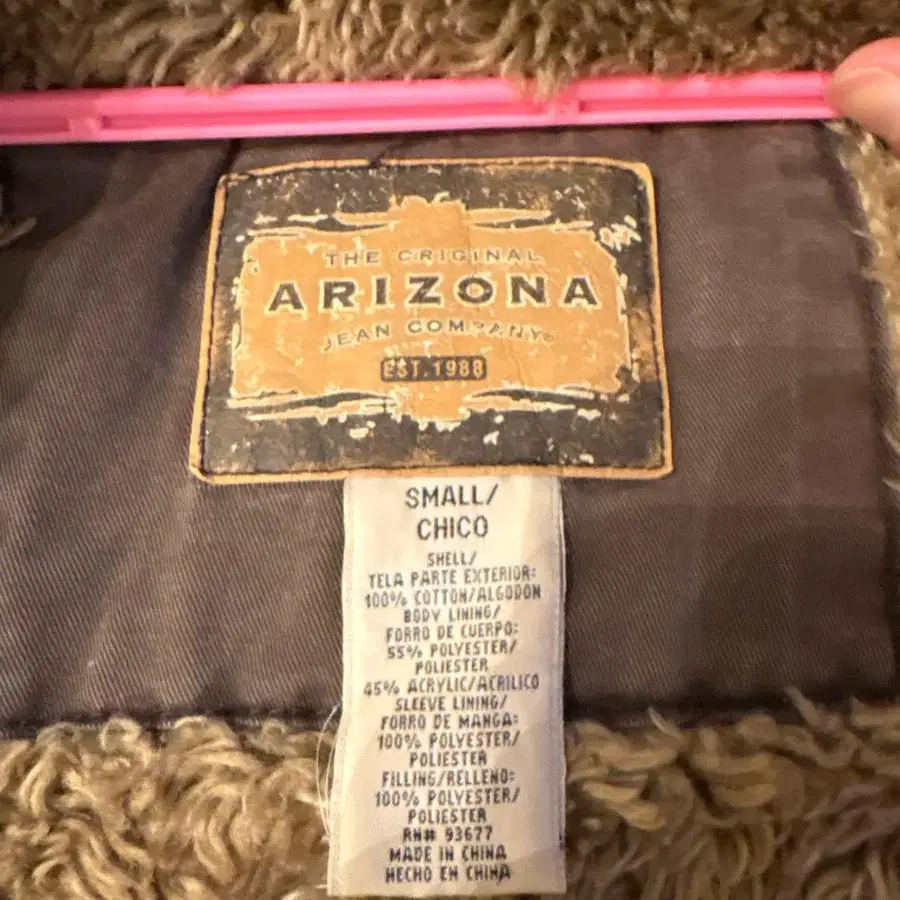 THE ORIGINAL
ARIZONA
JEAN COMPANY®
EST. 1988
SMALL/
CHICO
SHELL/
TELA PARTE EXTERIOR:
100% COTTON/ALGODON
BODY LINING/
FORRO DE CUERPO:
55% POLYESTER/
POLIESTER
45% ACRYLIC/ACRILICO
SLEEVE LINING/
FORRO DE MANGA:
100% POLYESTER/
POLIESTER
FILLING/RELLENO:
100% POLYESTER/
POLIESTER
RN# 93677
MADE IN CHINA
HECHO EN CHINA